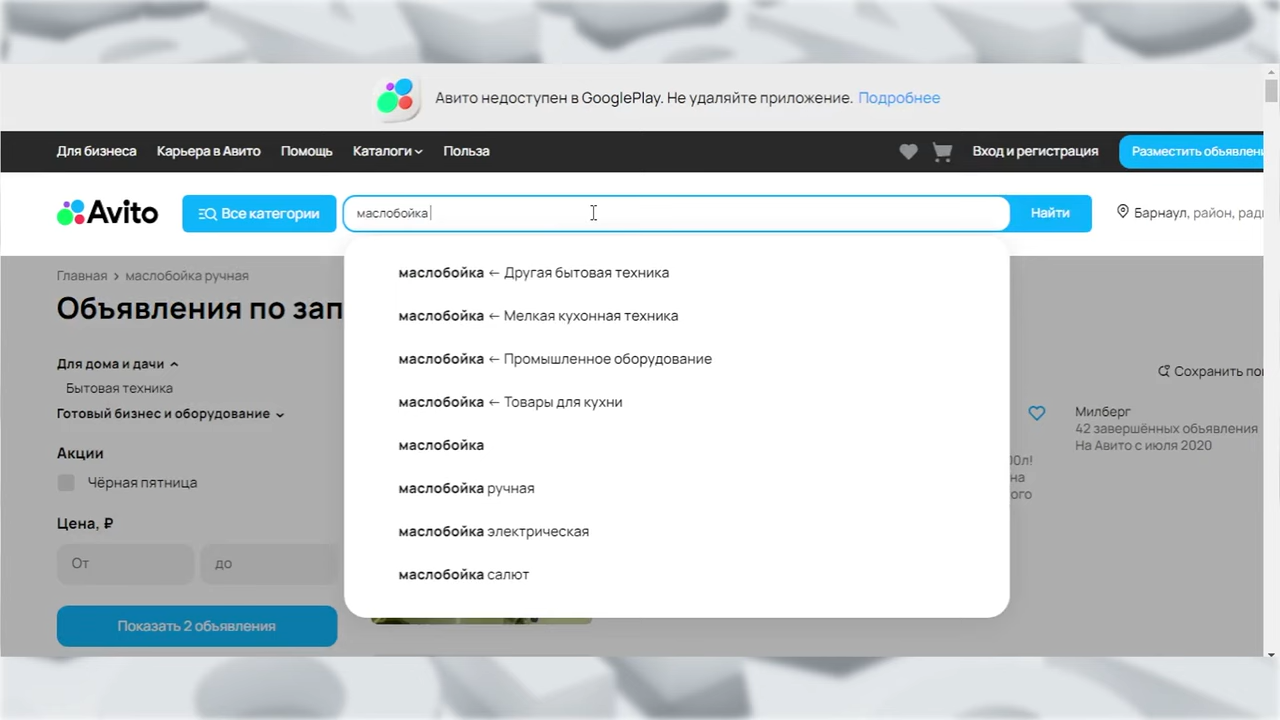 Авито недоступен в GooglePlay. Не удаляйте приложение. Подробнее
Для бизнеса Карьера в Авито Помощь Каталоги Польза Вход и регистрация Разместить объявлени
Avito Все категории маслобойка Найти Барнаул, район, рад
Главная > маслобойка ручная
маслобойка ← Другая бытовая техника
Объявления по зап
маслобойка ← Мелкая кухонная техника
Для дома и дачи
маслобойка ← Промышленное оборудование
Сохранить по
Бытовая техника
маслобойка ← Товары для кухни
Готовый бизнес и оборудование
Милберг
42 завершённых объявления
На Авито с июля 2020
Акции
маслобойка
00л!
на
Чёрная пятница
маслобойка ручная
ого
Цена, ₽
маслобойка электрическая
От до
маслобойка салют
Показать 2 объявления